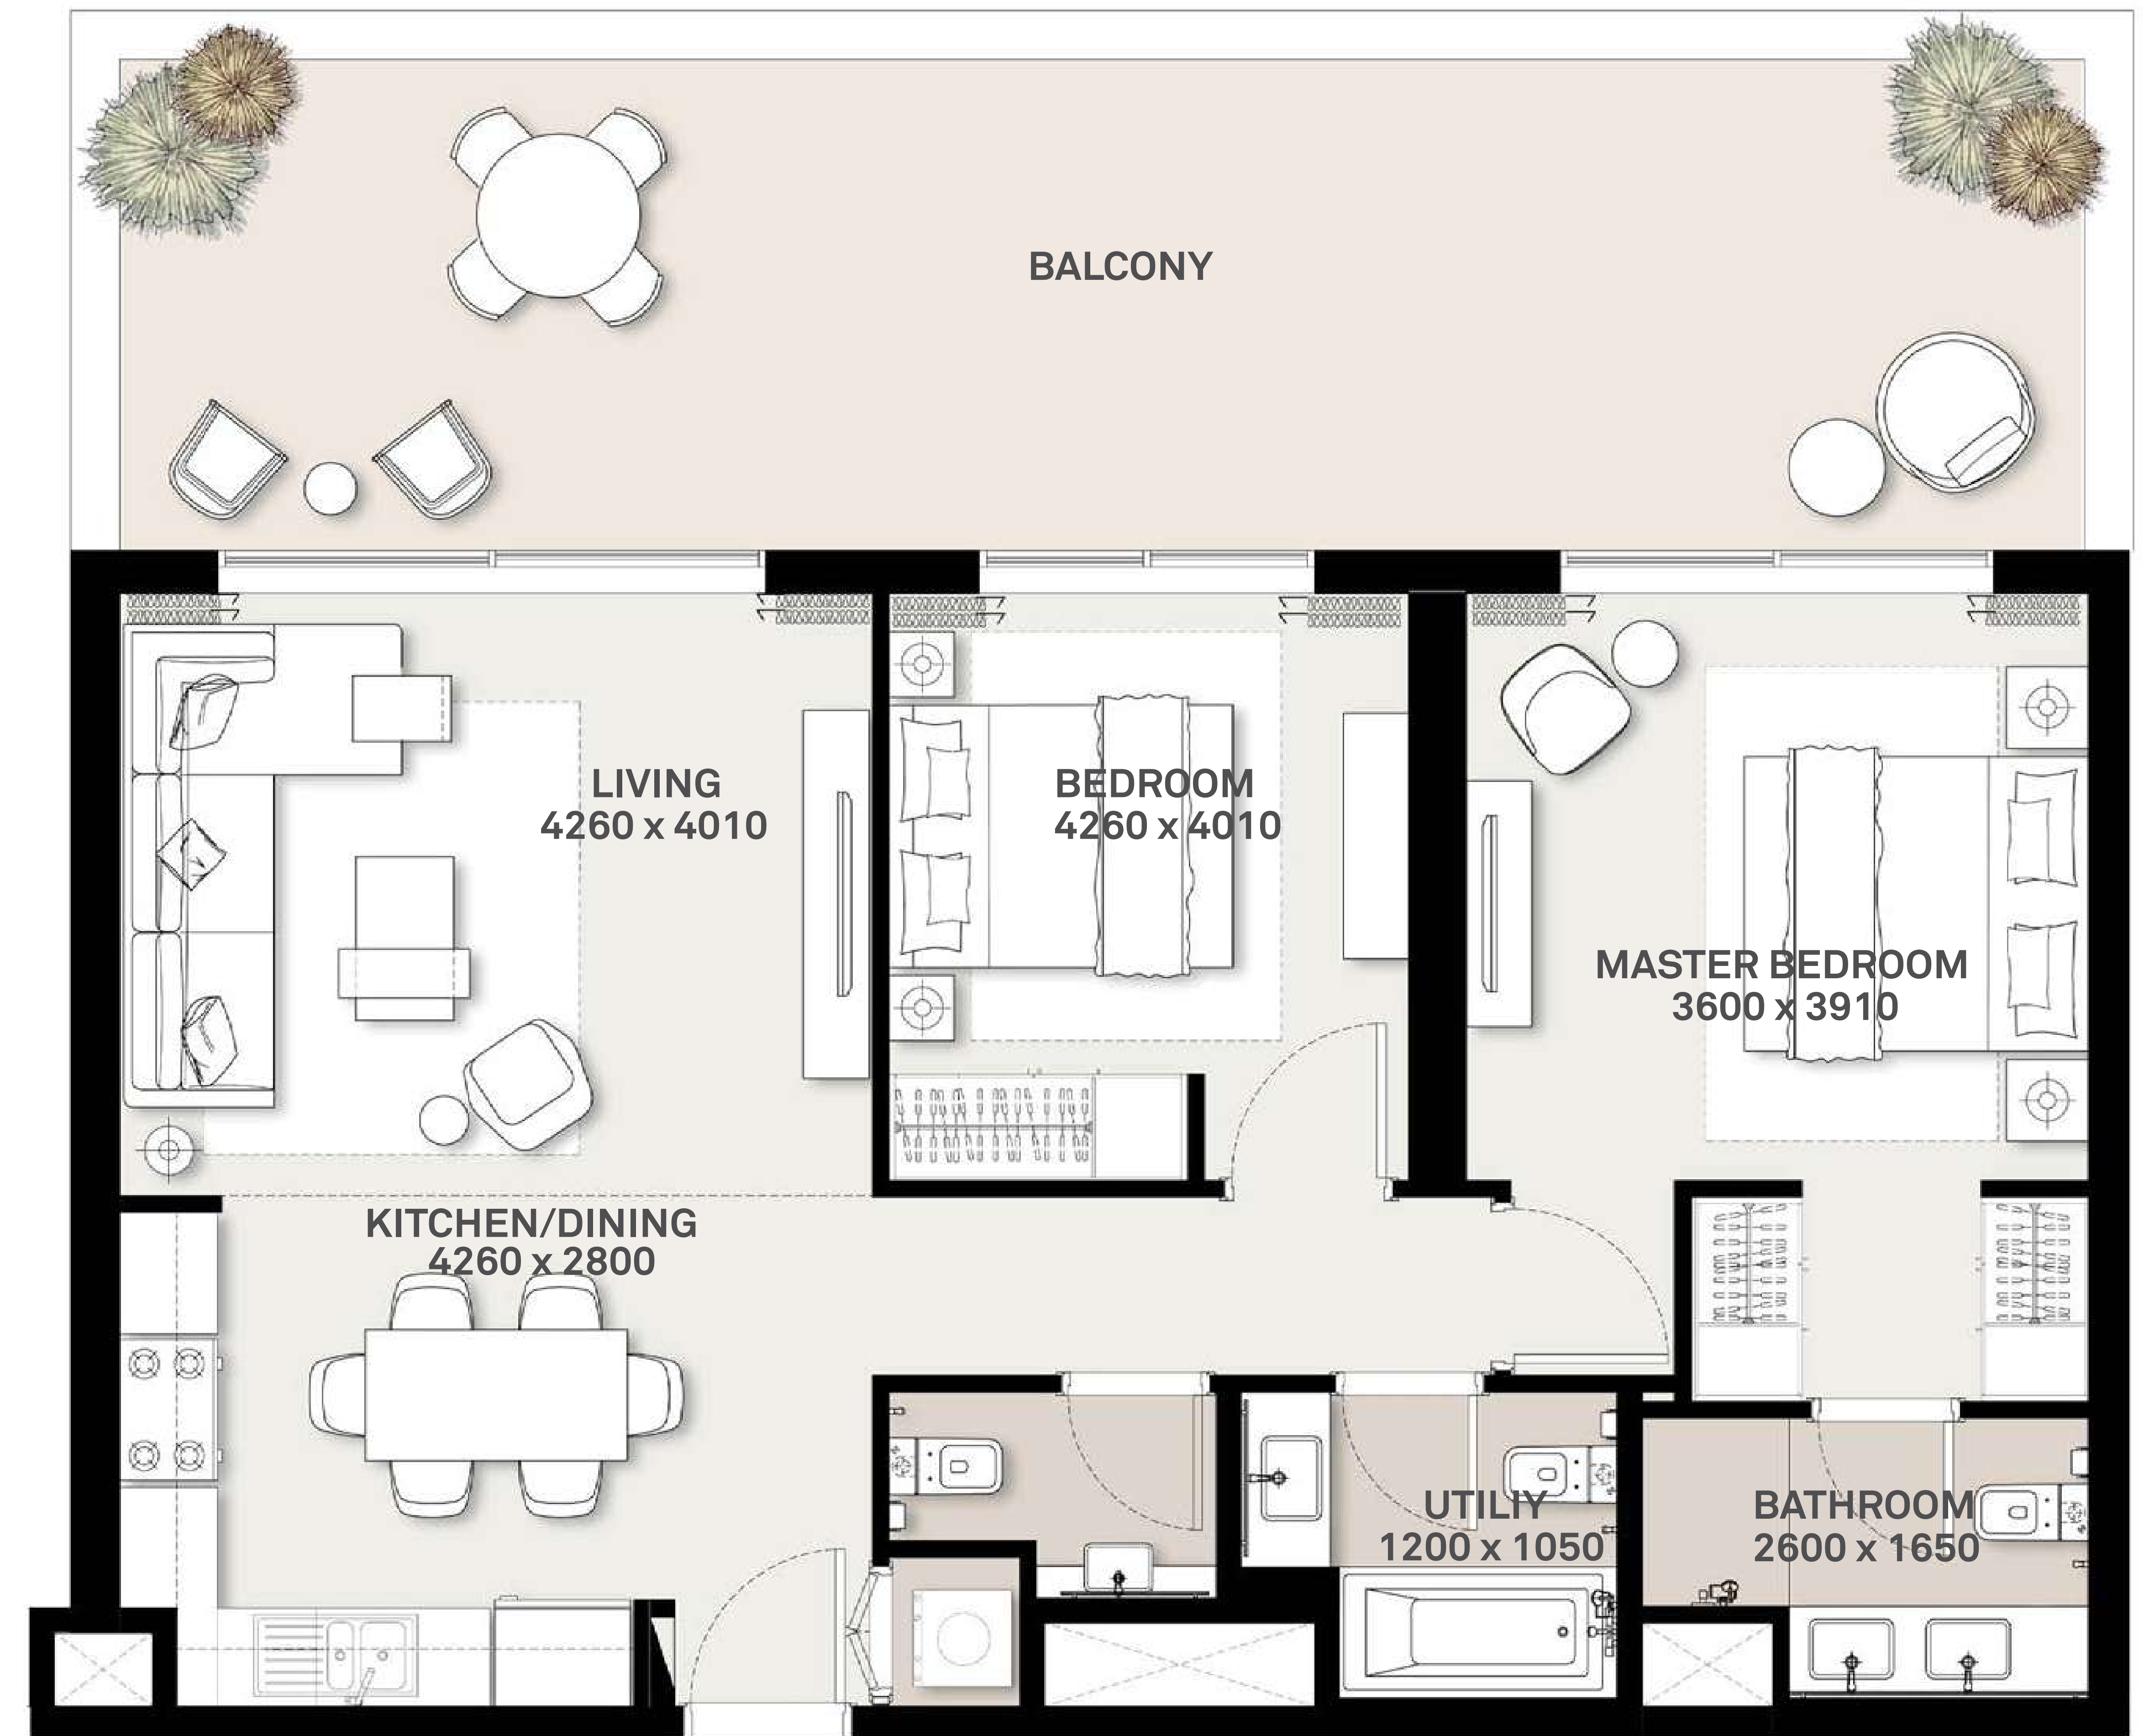 BALCONY
LIVING
4260 x 4010
BEDROOM
4260 x 4010
MASTER BEDROOM
3600 x 3910
KITCHEN/DINING
4260 x 2800
UTILIY
1200 x 1050
BATHROOM
2600 x 1650